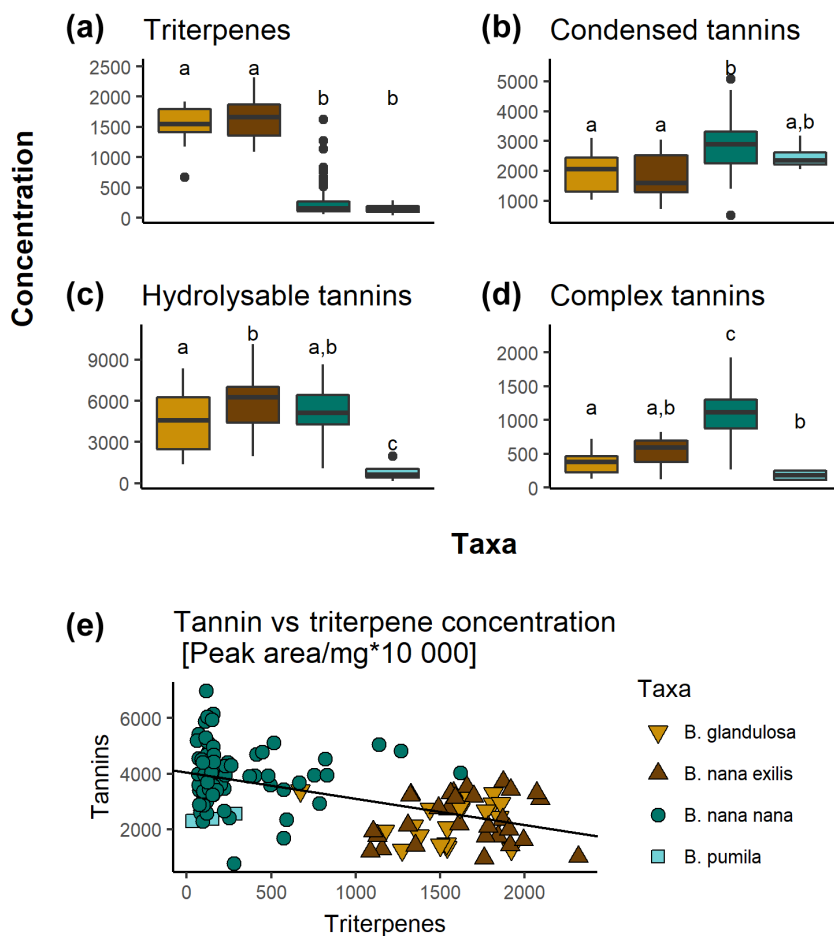 (a) Triterpenes
2500
2000
1500
1000
500
0
a a b b
(b) Condensed tannins
5000
4000
3000
2000
1000
a a b a,b
Concentration
(c) Hydrolysable tannins
9000
6000
3000
0
a b a,b c
(d) Complex tannins
2000
1500
1000
500
0
a a,b c b
Taxa
(e) Tannin vs triterpene concentration
[Peak area/mg*10 000]
Tannins
6000
4000
2000
0 500 1000 1500 2000
Triterpenes
Taxa
B. glandulosa
B. nana exilis
B. nana nana
B. pumila